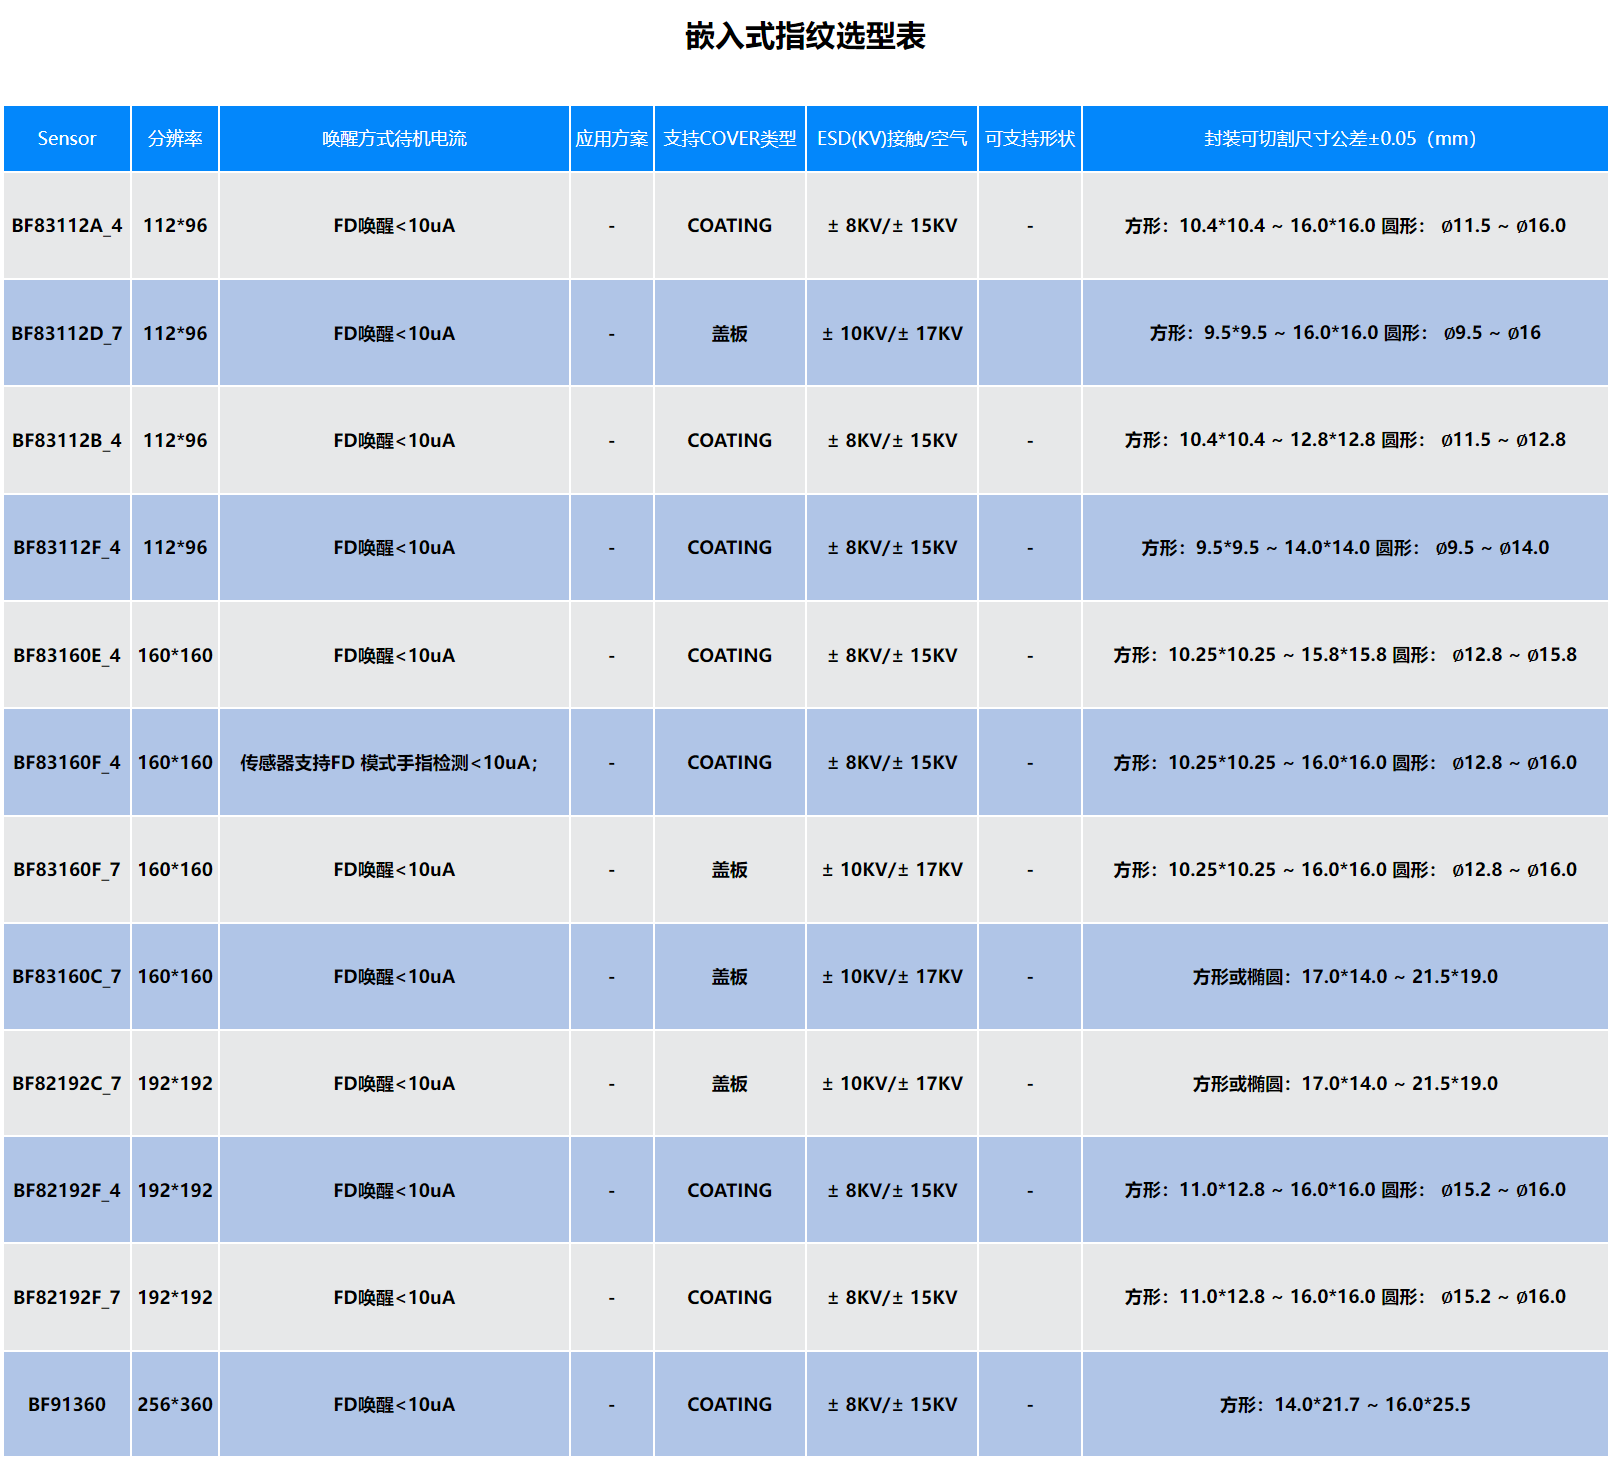 嵌入式指纹选型表
Sensor 分辨率 唤醒方式待机电流 应用方案 支持COVER类型 ESD(KV)接触/空气 可支持形状 封装可切割尺寸公差±0.05（mm）
BF83112A_4 112*96 FD唤醒<10uA - COATING ± 8KV/± 15KV - 方形：10.4*10.4 ~ 16.0*16.0 圆形： Ø11.5 ~ Ø16.0
BF83112D_7 112*96 FD唤醒<10uA - 盖板 ± 10KV/± 17KV 方形：9.5*9.5 ~ 16.0*16.0 圆形： Ø9.5 ~ Ø16
BF83112B_4 112*96 FD唤醒<10uA - COATING ± 8KV/± 15KV - 方形：10.4*10.4 ~ 12.8*12.8 圆形： Ø11.5 ~ Ø12.8
BF83112F_4 112*96 FD唤醒<10uA - COATING ± 8KV/± 15KV - 方形：9.5*9.5 ~ 14.0*14.0 圆形： Ø9.5 ~ Ø14.0
BF83160E_4 160*160 FD唤醒<10uA - COATING ± 8KV/± 15KV - 方形：10.25*10.25 ~ 15.8*15.8 圆形： Ø12.8 ~ Ø15.8
BF83160F_4 160*160 传感器支持FD 模式手指检测<10uA； - COATING ± 8KV/± 15KV - 方形：10.25*10.25 ~ 16.0*16.0 圆形： Ø12.8 ~ Ø16.0
BF83160F_7 160*160 FD唤醒<10uA - 盖板 ± 10KV/± 17KV - 方形：10.25*10.25 ~ 16.0*16.0 圆形： Ø12.8 ~ Ø16.0
BF83160C_7 160*160 FD唤醒<10uA - 盖板 ± 10KV/± 17KV - 方形或椭圆：17.0*14.0 ~ 21.5*19.0
BF82192C_7 192*192 FD唤醒<10uA - 盖板 ± 10KV/± 17KV - 方形或椭圆：17.0*14.0 ~ 21.5*19.0
BF82192F_4 192*192 FD唤醒<10uA - COATING ± 8KV/± 15KV - 方形：11.0*12.8 ~ 16.0*16.0 圆形： Ø15.2 ~ Ø16.0
BF82192F_7 192*192 FD唤醒<10uA - COATING ± 8KV/± 15KV 方形：11.0*12.8 ~ 16.0*16.0 圆形： Ø15.2 ~ Ø16.0
BF91360 256*360 FD唤醒<10uA - COATING ± 8KV/± 15KV - 方形：14.0*21.7 ~ 16.0*25.5